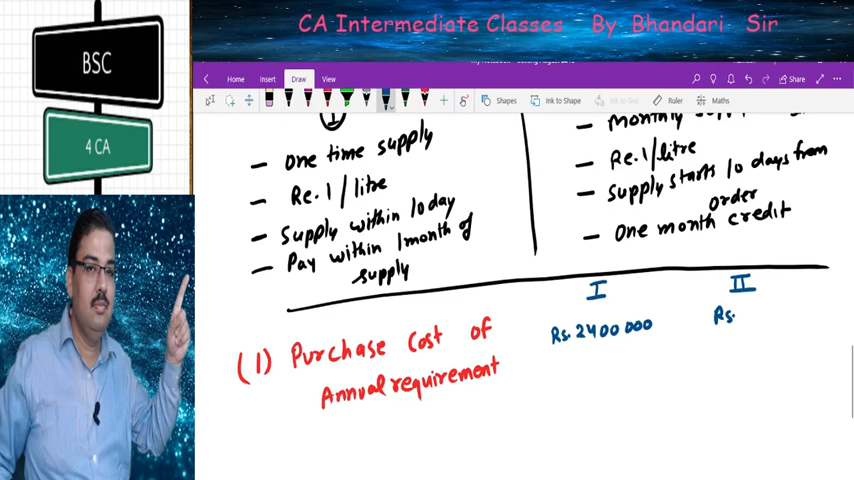 CA Intermediate Classes By Bhandari Sir
BSC
4 CA
Home Insert Draw View
Share
Shapes Ink to Shape Ink to Text Ruler Maths
I
Monthly
- One time supply
- Re. 1 / litre
- Supply within 10 day
- Pay within 1 month of
supply
- Re. 1/litre
- Supply starts 10 days from
order
- One month credit
I II
(1) Purchase Cost of
Annual requirement
Rs. 2400 000
Rs.